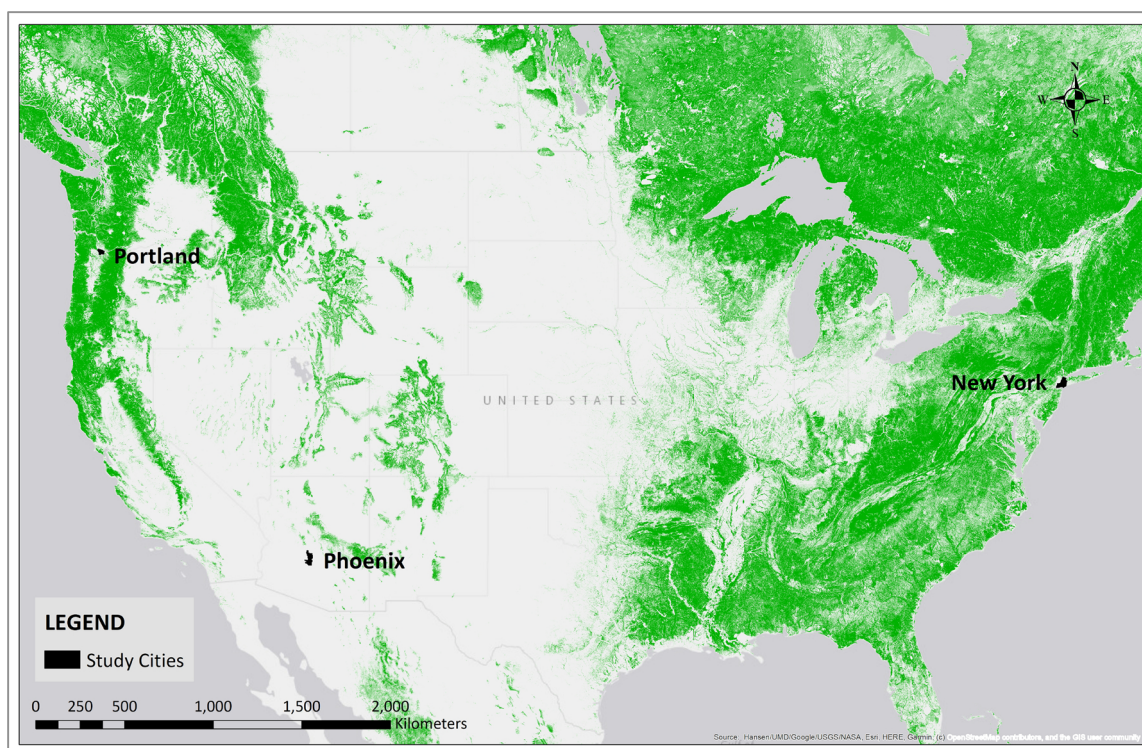 N
W E
S
Portland
New York
UNITED STATES
Phoenix
LEGEND
Study Cities
0 250 500 1,000 1,500 2,000
Kilometers
Source: Hansen/UMD/Google/USGS/NASA, Esri, HERE, Garmin, (c) OpenStreetMap contributors, and the GIS user community